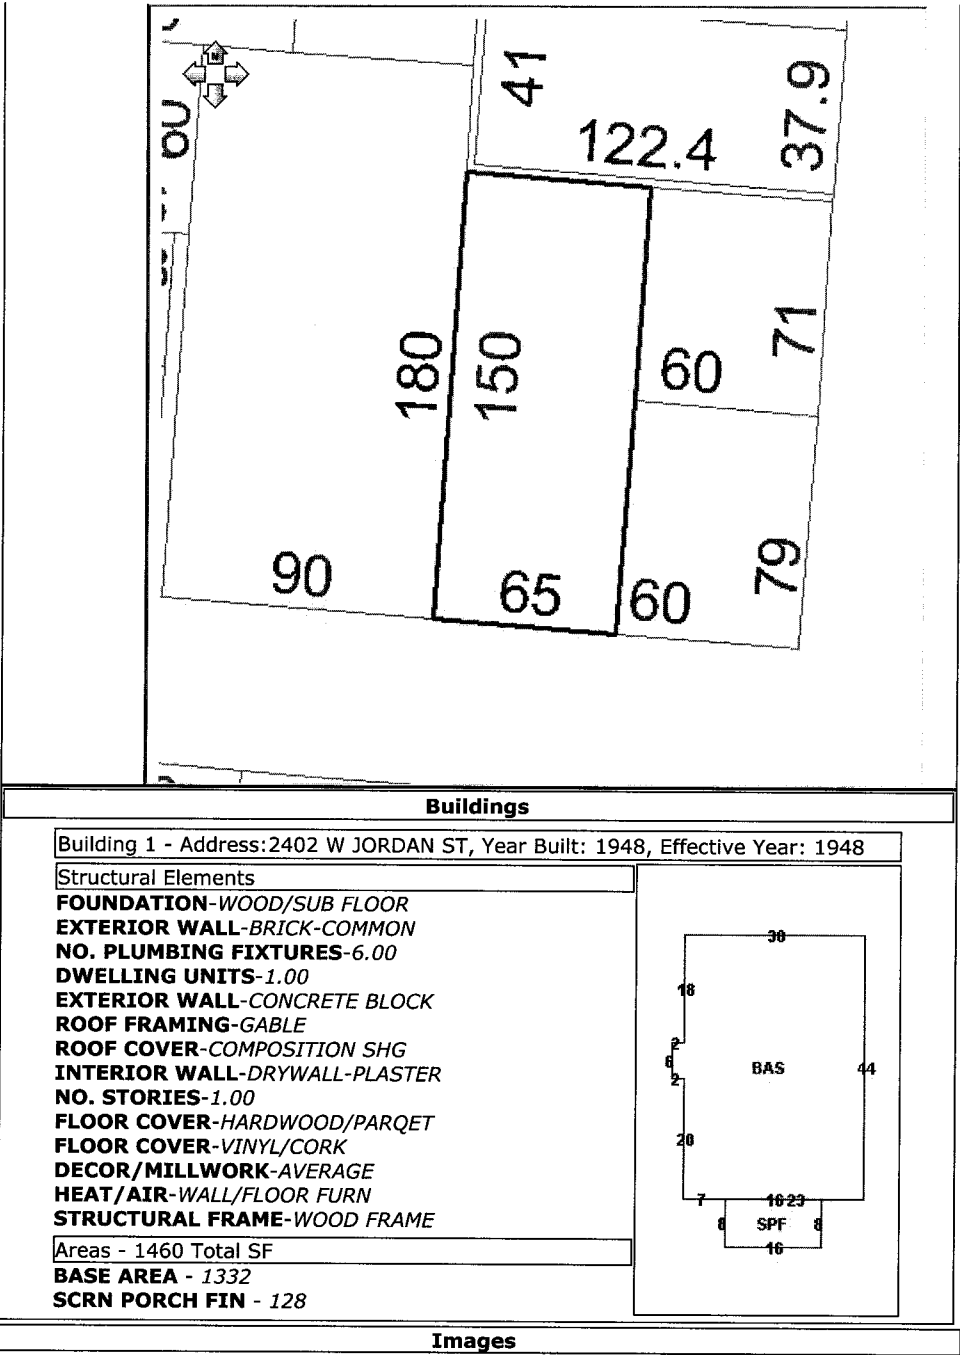 N
41
122.4
37.9
60
180
150
60
71
90
65
60
79
Buildings
Building 1 - Address:2402 W JORDAN ST, Year Built: 1948, Effective Year: 1948
Structural Elements
FOUNDATION-WOOD/SUB FLOOR
EXTERIOR WALL-BRICK-COMMON
NO. PLUMBING FIXTURES-6.00
DWELLING UNITS-1.00
EXTERIOR WALL-CONCRETE BLOCK
ROOF FRAMING-GABLE
ROOF COVER-COMPOSITION SHG
INTERIOR WALL-DRYWALL-PLASTER
NO. STORIES-1.00
FLOOR COVER-HARDWOOD/PARQET
FLOOR COVER-VINYL/CORK
DECOR/MILLWORK-AVERAGE
HEAT/AIR-WALL/FLOOR FURN
STRUCTURAL FRAME-WOOD FRAME
Areas - 1460 Total SF
BASE AREA - 1332
SCRN PORCH FIN - 128
30
18
2
6
BAS
44
2
20
7
16 23
8
SPF
8
16
Images